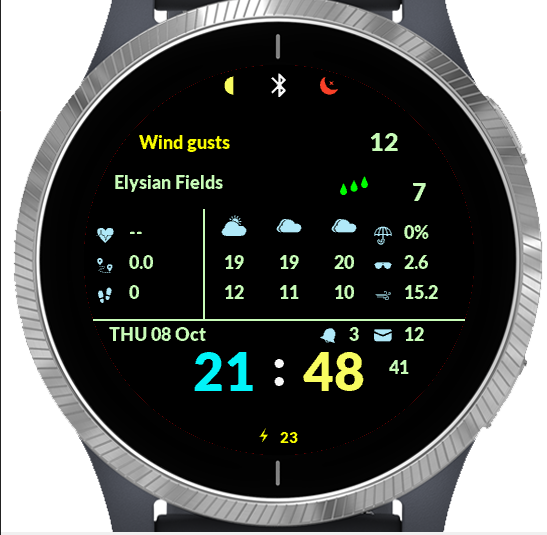 Wind gusts 12
Elysian Fields 7
-- 0%
0.0 19 19 20 2.6
0 12 11 10 15.2
THU 08 Oct 3 12
21 : 48 41
23